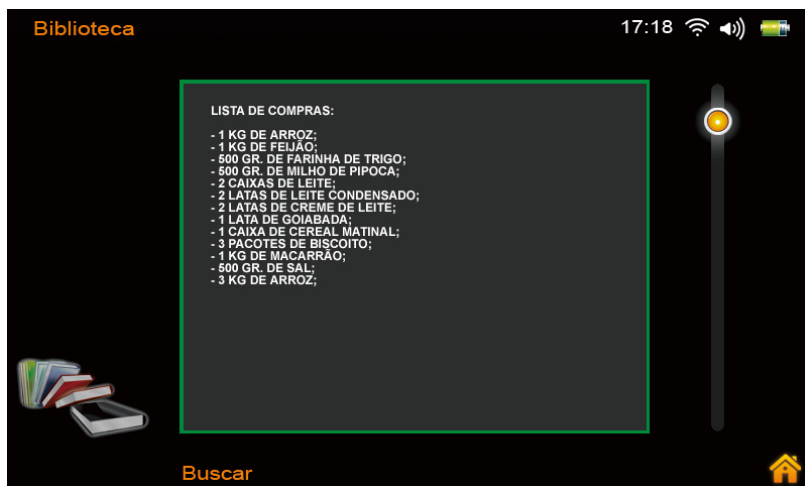 Biblioteca
17:18
LISTA DE COMPRAS:
- 1 KG DE ARROZ;
- 1 KG DE FEIJÃO;
- 500 GR. DE FARINHA DE TRIGO;
- 500 GR. DE MILHO DE PIPOCA;
- 2 CAIXAS DE LEITE;
- 2 LATAS DE LEITE CONDENSADO;
- 2 LATAS DE CREME DE LEITE;
- 1 LATA DE GOIABADA;
- 1 CAIXA DE CEREAL MATINAL;
- 3 PACOTES DE BISCOITO;
- 1 KG DE MACARRÃO;
- 500 GR. DE SAL;
- 3 KG DE ARROZ;
Buscar